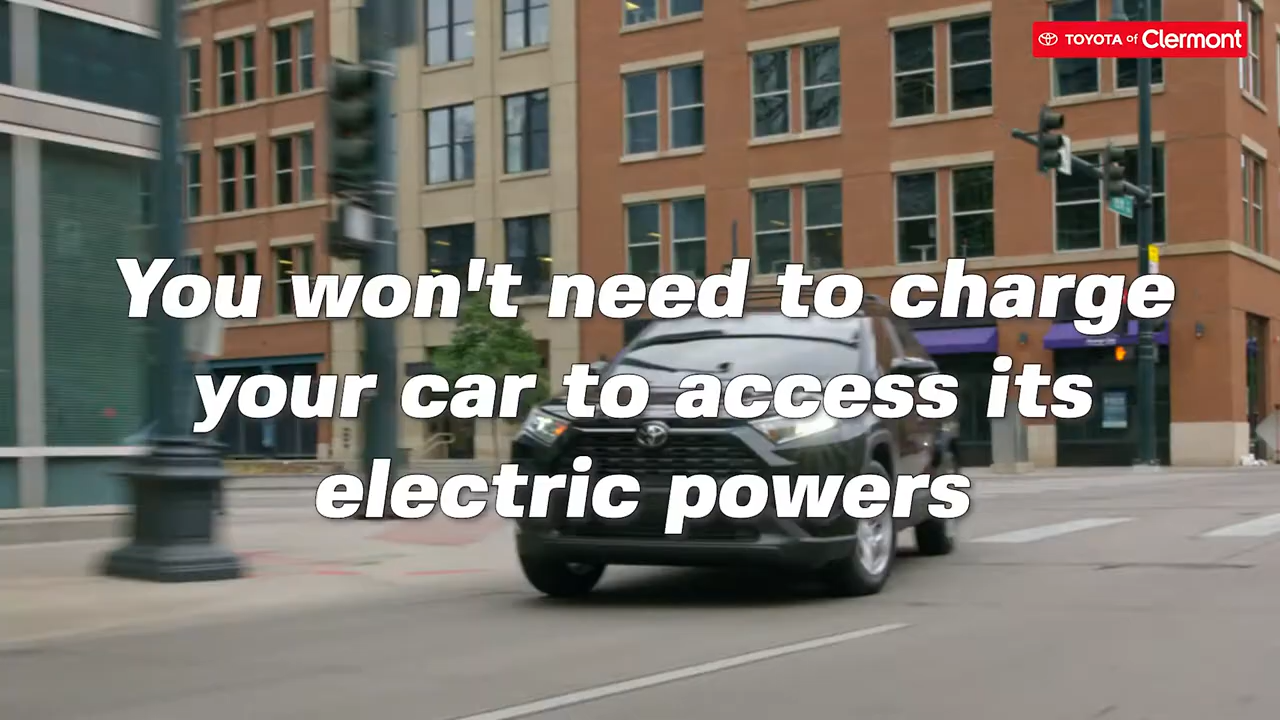 TOYOTA of Clermont
You won't need to charge
your car to access its
electric powers